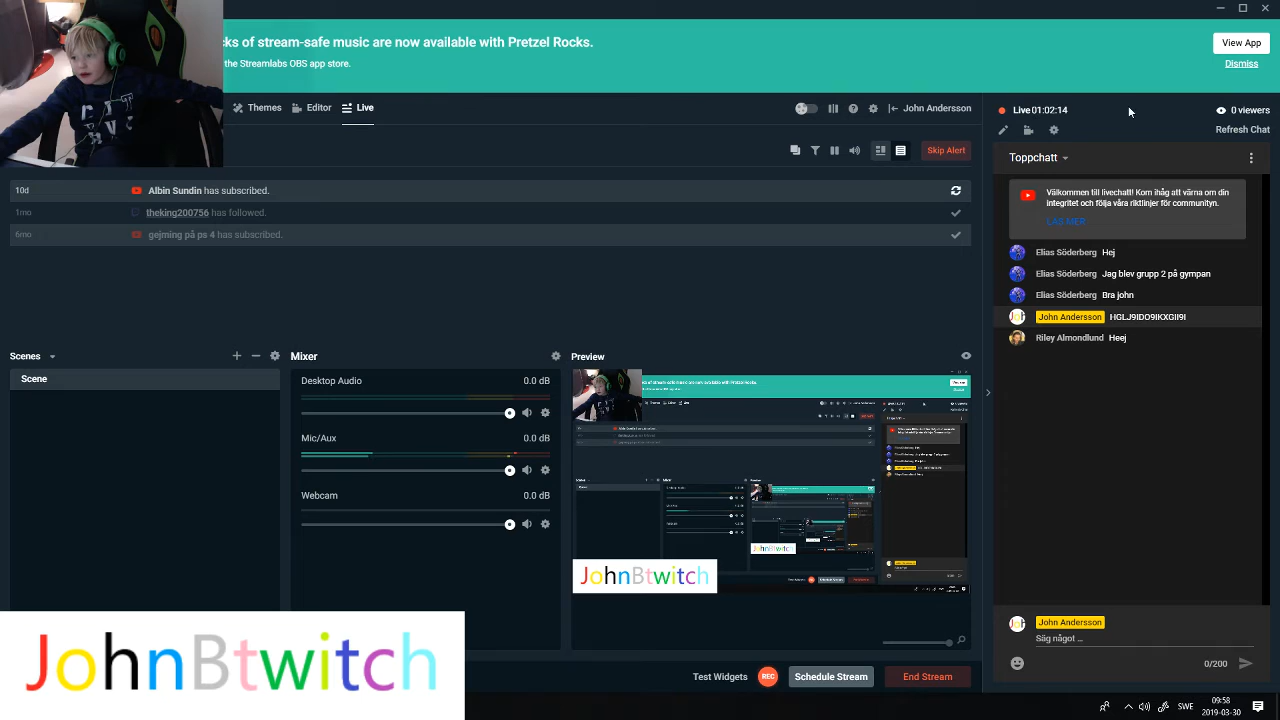 cks of stream-safe music are now available with Pretzel Rocks.
the Streamlabs OBS app store.
View App
Dismiss
Themes
Editor
Live
John Andersson
Live 01:02:14
0 viewers
Refresh Chat
Skip Alert
Toppchatt
10d Albin Sundin has subscribed.
1mo theking200756 has followed.
6mo gejming på ps 4 has subscribed.
Välkommen till livechatt! Kom ihåg att värna om din
integritet och följa våra riktlinjer för communityn.
LÄS MER
Elias Söderberg Hej
Elias Söderberg Jag blev grupp 2 på gympan
Elias Söderberg Bra john
John Andersson HGLJ9IDO9IKXGII9I
Riley Almondlund Heej
Scenes
Scene
Mixer
Desktop Audio 0.0 dB
Mic/Aux 0.0 dB
Webcam 0.0 dB
Preview
JohnBtwitch
JohnBtwitch
John Andersson
Säg något ...
0/200
Test Widgets
REC
Schedule Stream
End Stream
SWE
09:58
2019-03-30